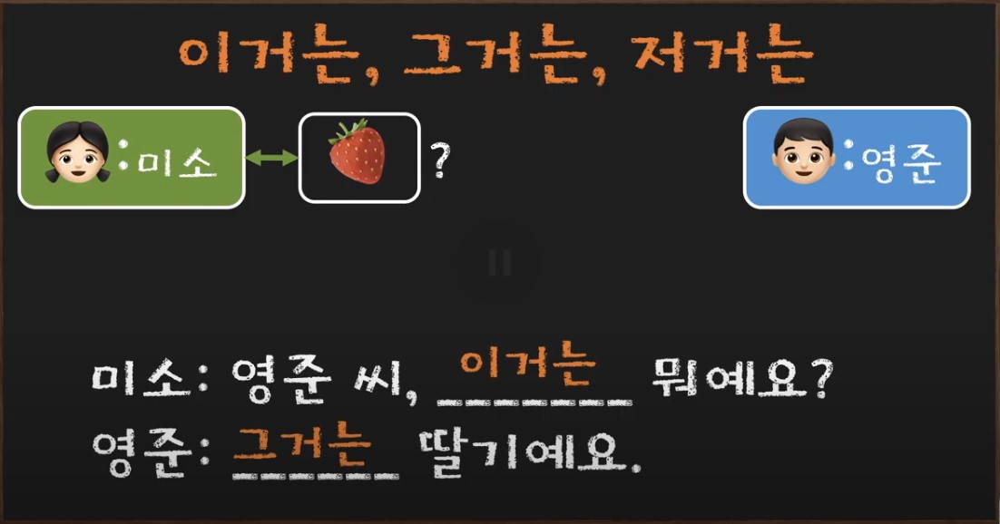 이거는, 그거는, 저거는
:미소
?
:영준
미소: 영준 씨, 이거는 뭐예요?
영준: 그거는 딸기예요.